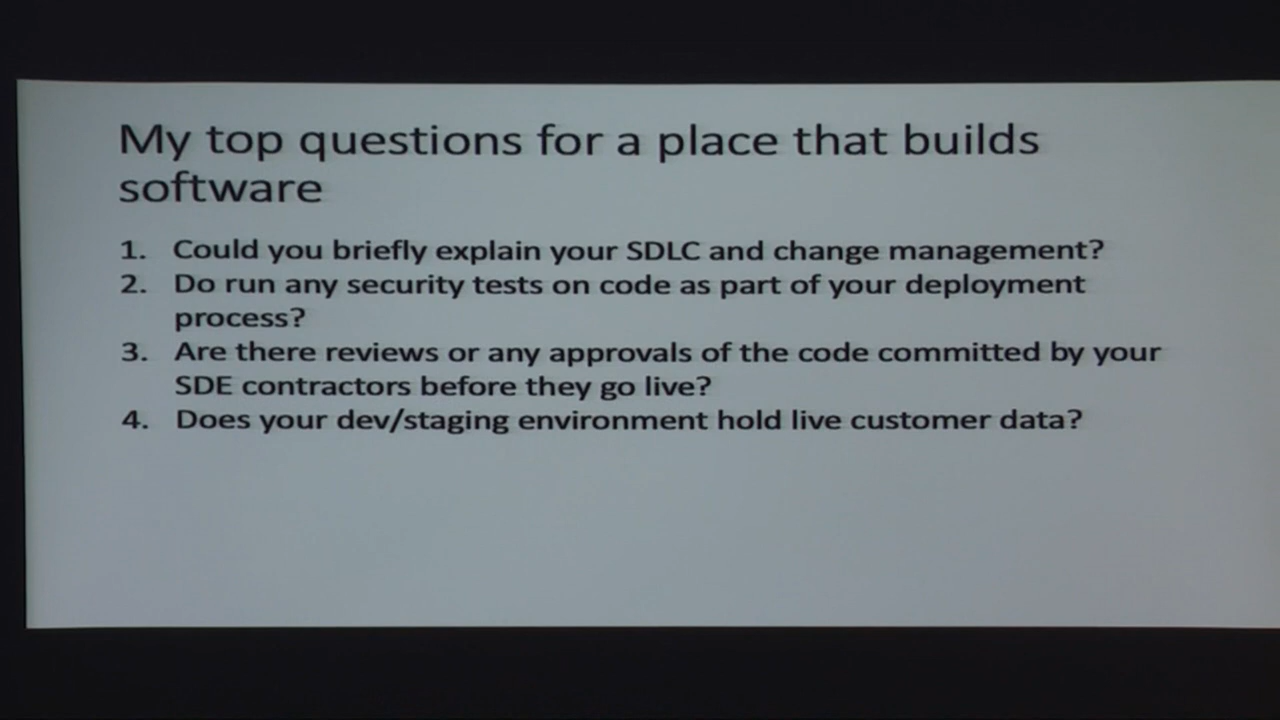 My top questions for a place that builds
software
1. Could you briefly explain your SDLC and change management?
2. Do run any security tests on code as part of your deployment
process?
3. Are there reviews or any approvals of the code committed by your
SDE contractors before they go live?
4. Does your dev/staging environment hold live customer data?